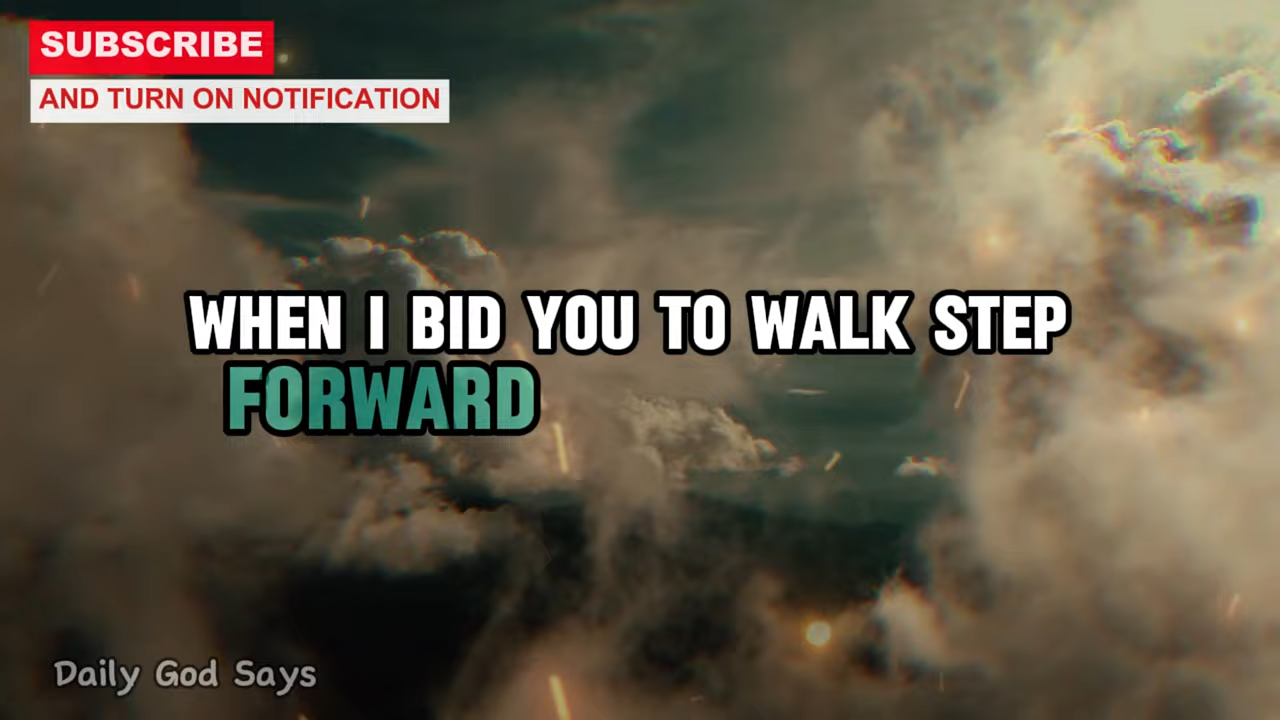 SUBSCRIBE
AND TURN ON NOTIFICATION
WHEN I BID YOU TO WALK STEP
FORWARD
Daily God Says